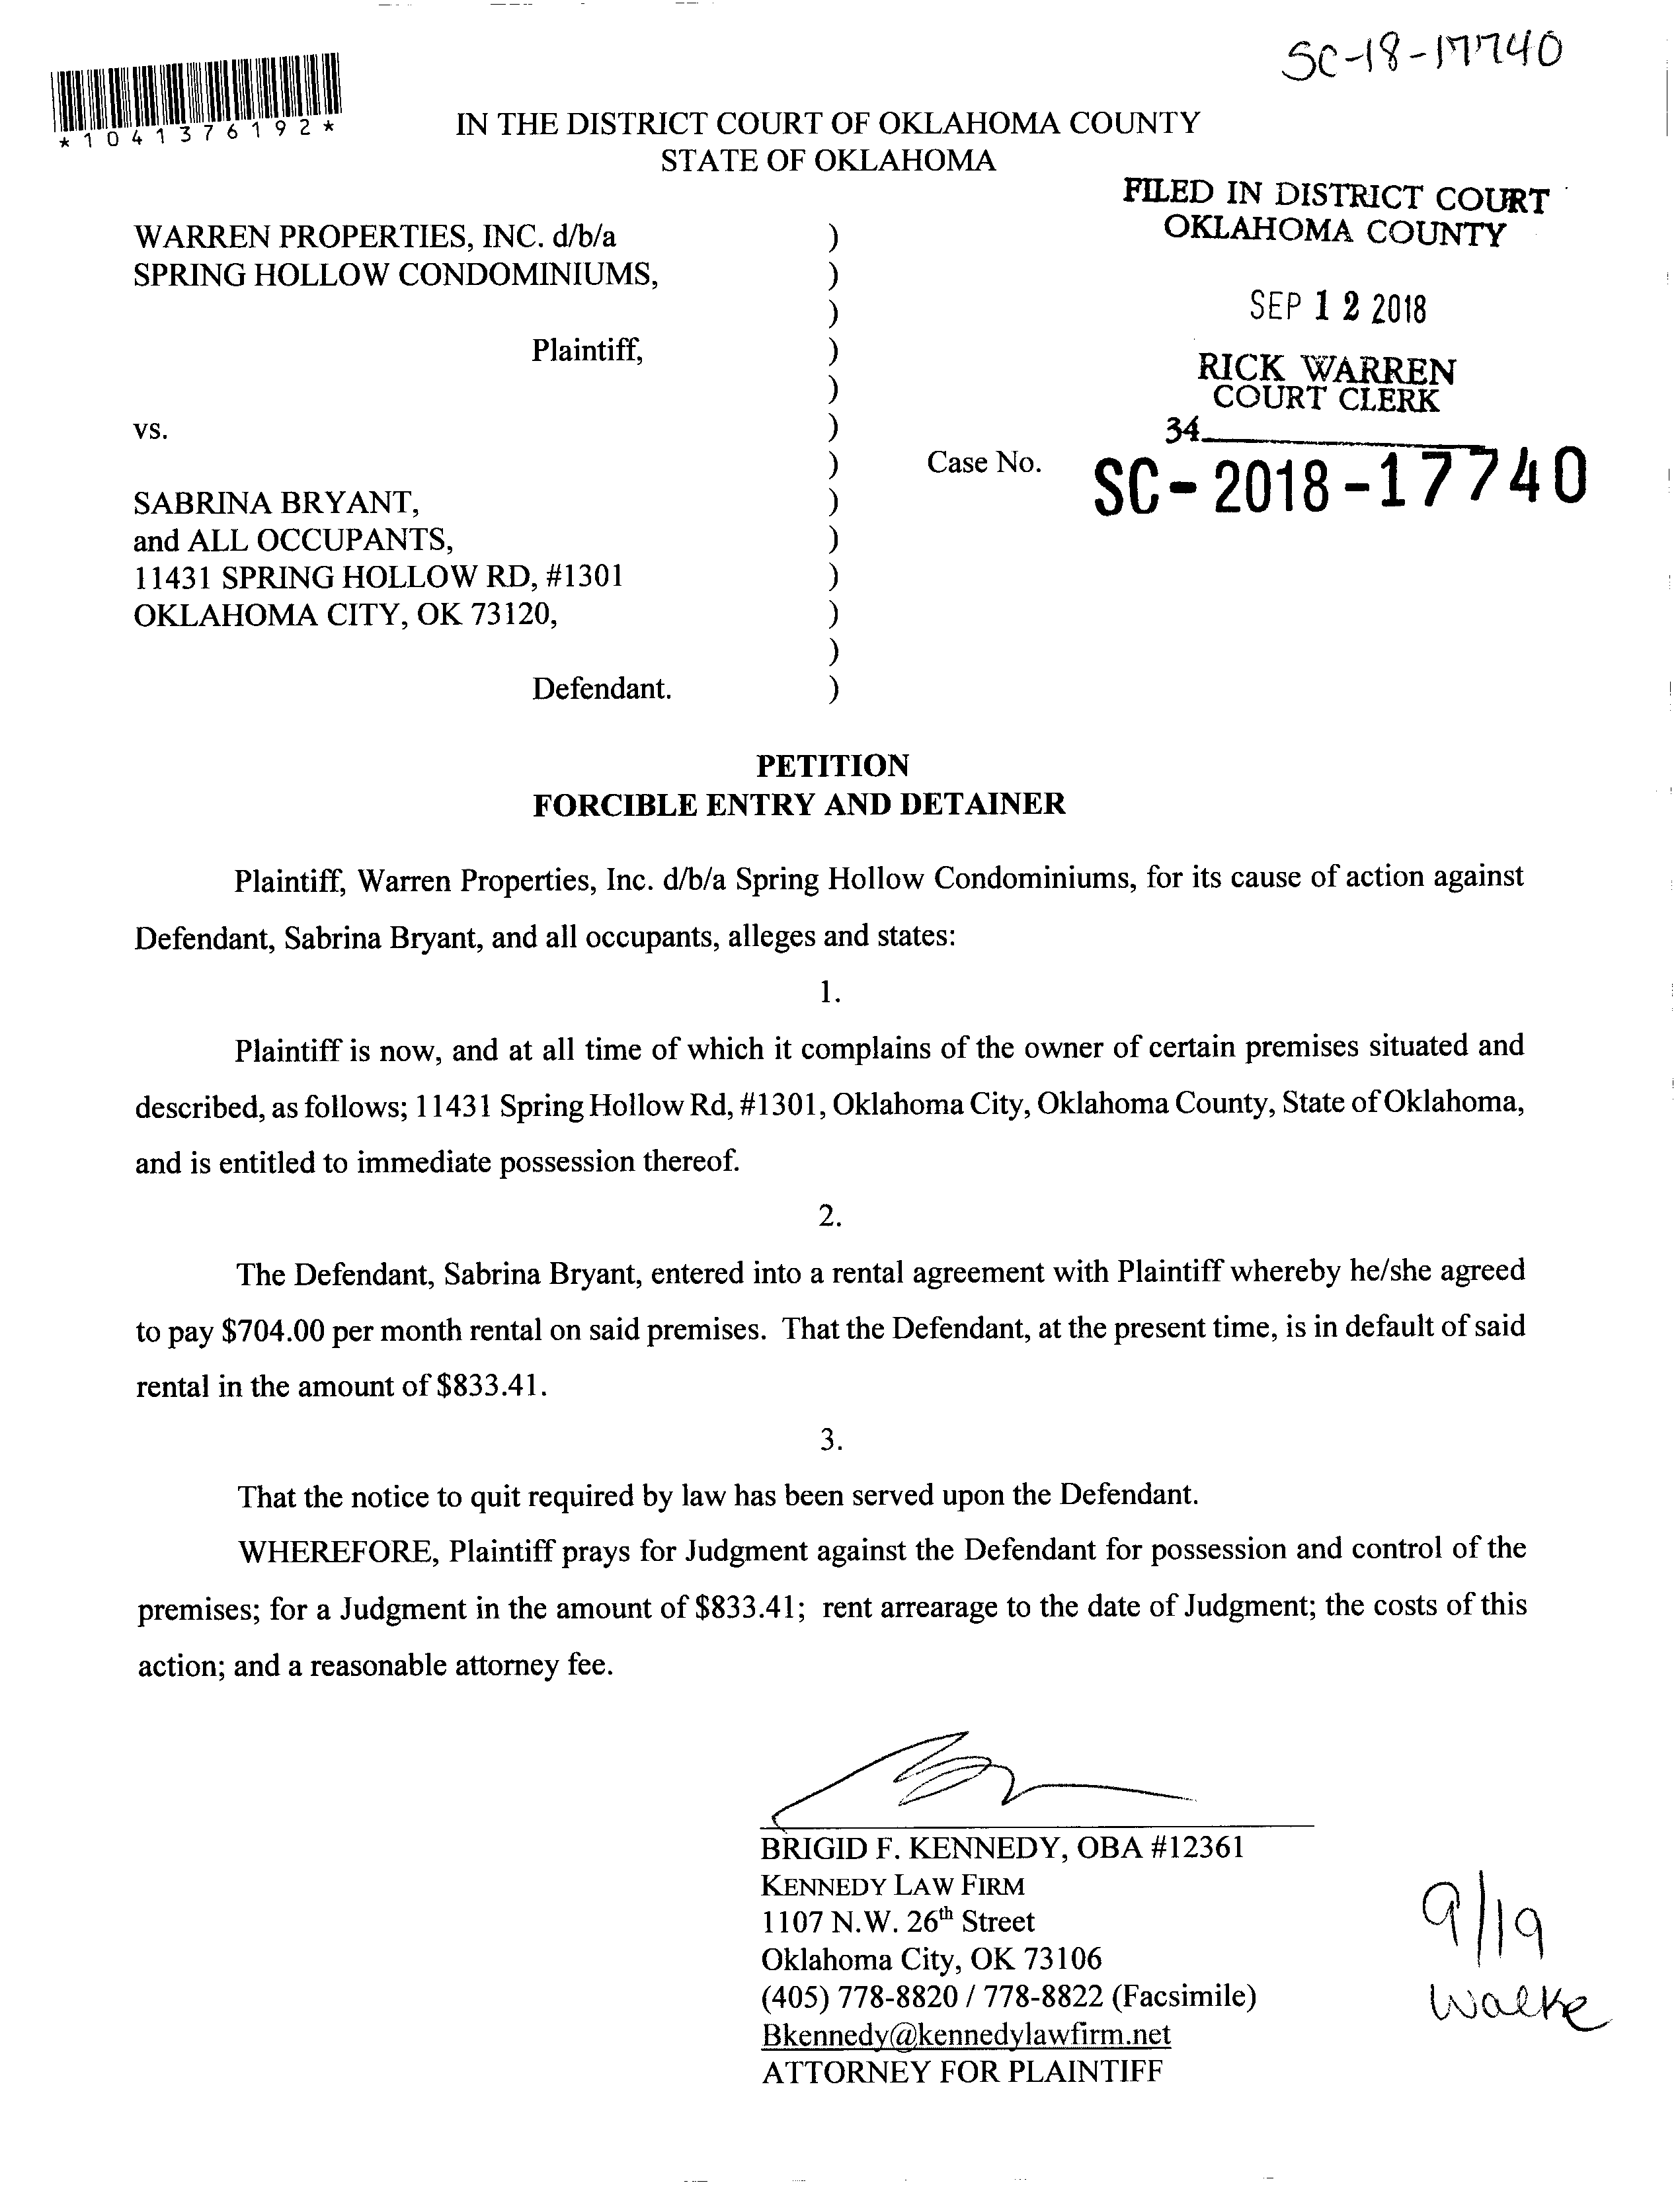 SC-18-17740
*1041376192*
IN THE DISTRICT COURT OF OKLAHOMA COUNTY
STATE OF OKLAHOMA
FILED IN DISTRICT COURT
OKLAHOMA COUNTY
SEP 12 2018
RICK WARREN
COURT CLERK
34
WARREN PROPERTIES, INC. d/b/a )
SPRING HOLLOW CONDOMINIUMS, )
)
Plaintiff, )
)
vs. )
) Case No. SC-2018-17740
SABRINA BRYANT, )
and ALL OCCUPANTS, )
11431 SPRING HOLLOW RD, #1301 )
OKLAHOMA CITY, OK 73120, )
)
Defendant. )
PETITION
FORCIBLE ENTRY AND DETAINER
Plaintiff, Warren Properties, Inc. d/b/a Spring Hollow Condominiums, for its cause of action against
Defendant, Sabrina Bryant, and all occupants, alleges and states:
1.
Plaintiff is now, and at all time of which it complains of the owner of certain premises situated and
described, as follows; 11431 Spring Hollow Rd, #1301, Oklahoma City, Oklahoma County, State of Oklahoma,
and is entitled to immediate possession thereof.
2.
The Defendant, Sabrina Bryant, entered into a rental agreement with Plaintiff whereby he/she agreed
to pay $704.00 per month rental on said premises. That the Defendant, at the present time, is in default of said
rental in the amount of $833.41.
3.
That the notice to quit required by law has been served upon the Defendant.
WHEREFORE, Plaintiff prays for Judgment against the Defendant for possession and control of the
premises; for a Judgment in the amount of $833.41; rent arrearage to the date of Judgment; the costs of this
action; and a reasonable attorney fee.
BRIGID F. KENNEDY, OBA #12361
KENNEDY LAW FIRM
1107 N.W. 26th Street
Oklahoma City, OK 73106
(405) 778-8820 / 778-8822 (Facsimile)
Bkennedy@kennedylawfirm.net
ATTORNEY FOR PLAINTIFF
9/19
Walke